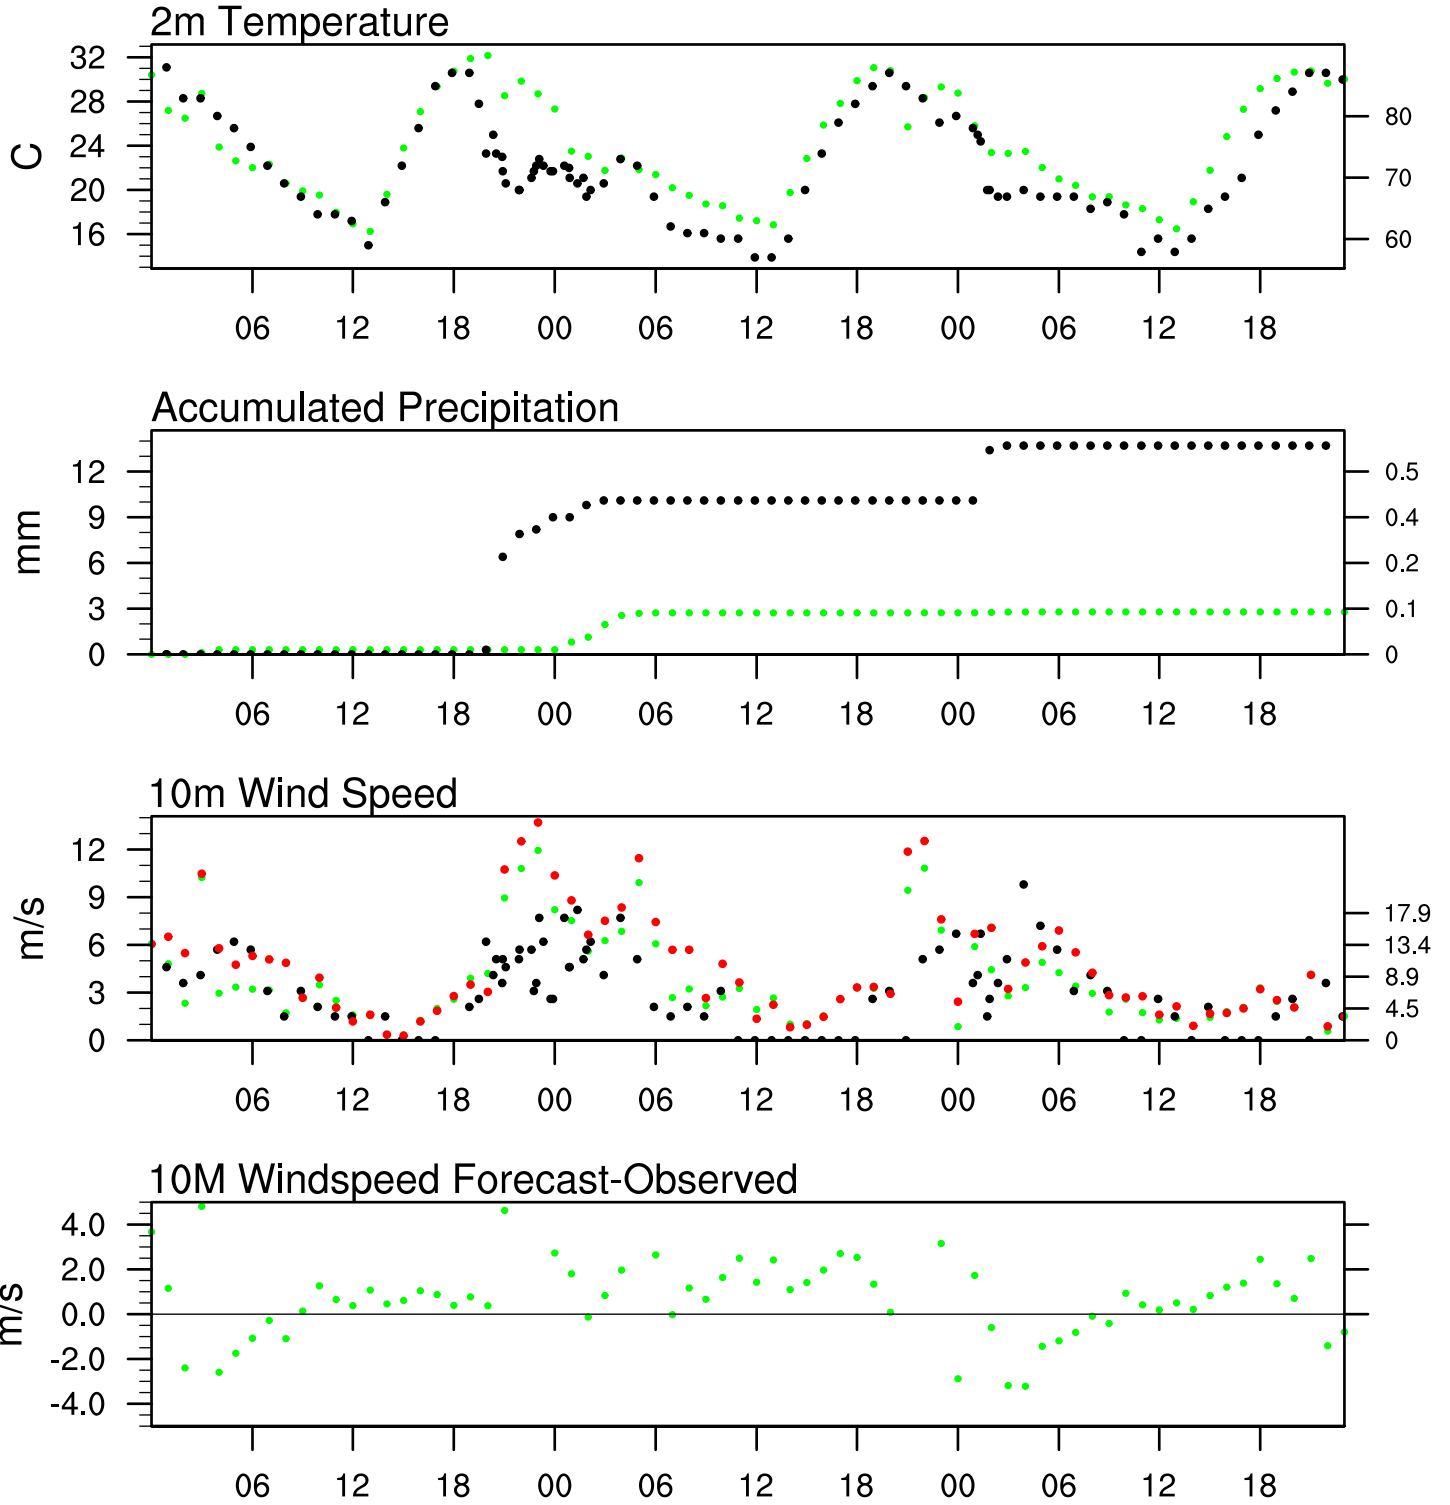 2m Temperature
32
28
24
20
16
C
80
70
60
06 12 18 00 06 12 18 00 06 12 18
Accumulated Precipitation
12
9
6
3
0
mm
0.5
0.4
0.2
0.1
0
06 12 18 00 06 12 18 00 06 12 18
10m Wind Speed
12
9
6
3
0
m/s
17.9
13.4
8.9
4.5
0
06 12 18 00 06 12 18 00 06 12 18
10M Windspeed Forecast-Observed
4.0
2.0
0.0
-2.0
-4.0
m/s
06 12 18 00 06 12 18 00 06 12 18